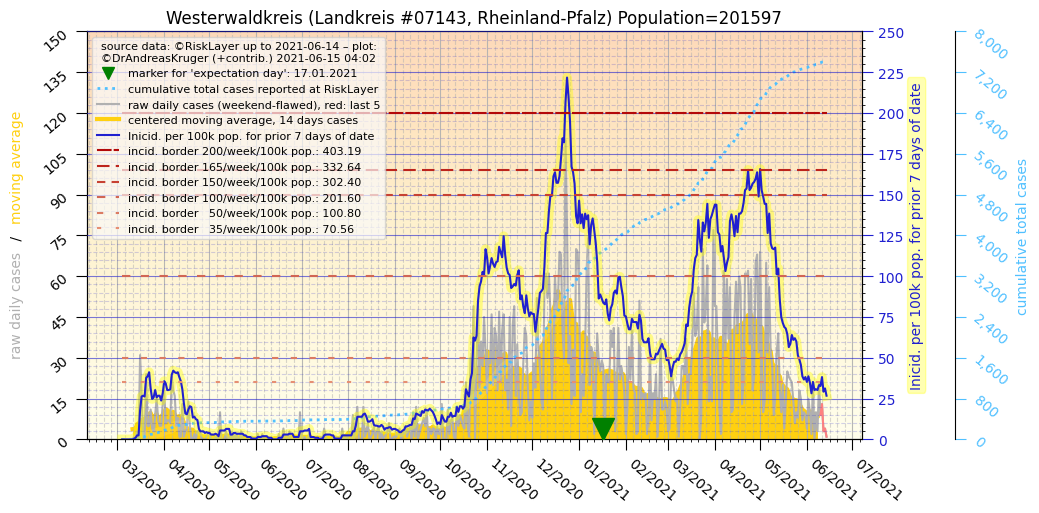 Westerwaldkreis (Landkreis #07143, Rheinland-Pfalz) Population=201597
source data: ©RiskLayer up to 2021-06-14 – plot:
©DrAndreasKruger (+contrib.) 2021-06-15 04:02
marker for 'expectation day': 17.01.2021
cumulative total cases reported at RiskLayer
raw daily cases (weekend-flawed), red: last 5
centered moving average, 14 days cases
Inicid. per 100k pop. for prior 7 days of date
incid. border 200/week/100k pop.: 403.19
incid. border 165/week/100k pop.: 332.64
incid. border 150/week/100k pop.: 302.40
incid. border 100/week/100k pop.: 201.60
incid. border   50/week/100k pop.: 100.80
incid. border   35/week/100k pop.: 70.56
raw daily cases   /   moving average
150
135
120
105
90
75
60
45
30
15
0
03/2020
04/2020
05/2020
06/2020
07/2020
08/2020
09/2020
10/2020
11/2020
12/2020
01/2021
02/2021
03/2021
04/2021
05/2021
06/2021
07/2021
250
225
200
175
150
125
100
75
50
25
0
Inicid. per 100k pop. for prior 7 days of date
8,000
7,200
6,400
5,600
4,800
4,000
3,200
2,400
1,600
800
0
cumulative total cases